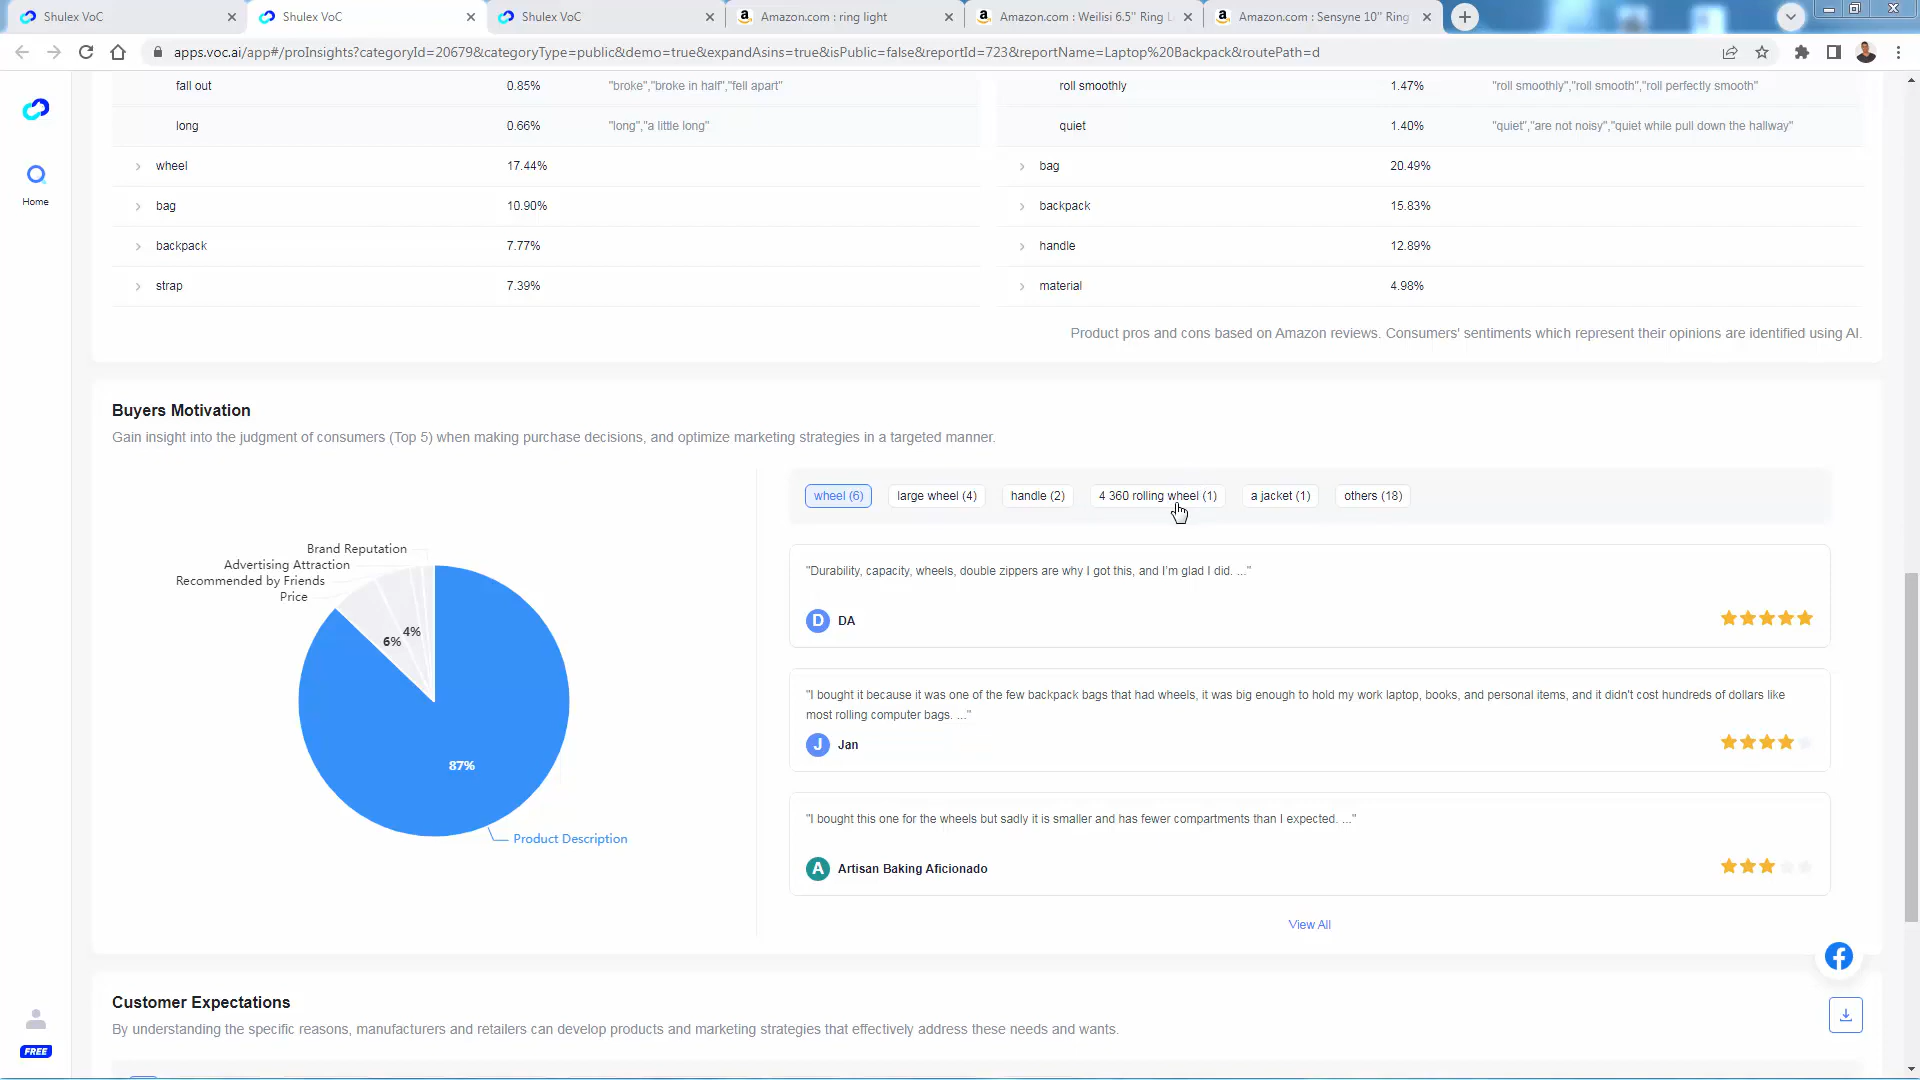 Shulex VoC
Shulex VoC
Shulex VoC
Amazon.com : ring light
Amazon.com : Weilisi 6.5" Ring L
Amazon.com : Sensyne 10" Ring
apps.voc.ai/app#/proInsights?categoryId=20679&categoryType=public&demo=true&expandAsins=true&isPublic=false&reportId=723&reportName=Laptop%20Backpack&routePath=d
Home
fall out 0.85% "broke","broke in half","fell apart"
long 0.66% "long","a little long"
wheel 17.44%
bag 10.90%
backpack 7.77%
strap 7.39%
roll smoothly 1.47% "roll smoothly","roll smooth","roll perfectly smooth"
quiet 1.40% "quiet","are not noisy","quiet while pull down the hallway"
bag 20.49%
backpack 15.83%
handle 12.89%
material 4.98%
Product pros and cons based on Amazon reviews. Consumers' sentiments which represent their opinions are identified using AI.
Buyers Motivation
Gain insight into the judgment of consumers (Top 5) when making purchase decisions, and optimize marketing strategies in a targeted manner.
Brand Reputation
Advertising Attraction
Recommended by Friends
Price
4%
6%
87%
Product Description
wheel (6) large wheel (4) handle (2) 4 360 rolling wheel (1) a jacket (1) others (18)
"Durability, capacity, wheels, double zippers are why I got this, and I'm glad I did. ..."
D DA
"I bought it because it was one of the few backpack bags that had wheels, it was big enough to hold my work laptop, books, and personal items, and it didn't cost hundreds of dollars like
most rolling computer bags. ..."
J Jan
"I bought this one for the wheels but sadly it is smaller and has fewer compartments than I expected. ..."
A Artisan Baking Aficionado
View All
Customer Expectations
By understanding the specific reasons, manufacturers and retailers can develop products and marketing strategies that effectively address these needs and wants.
FREE